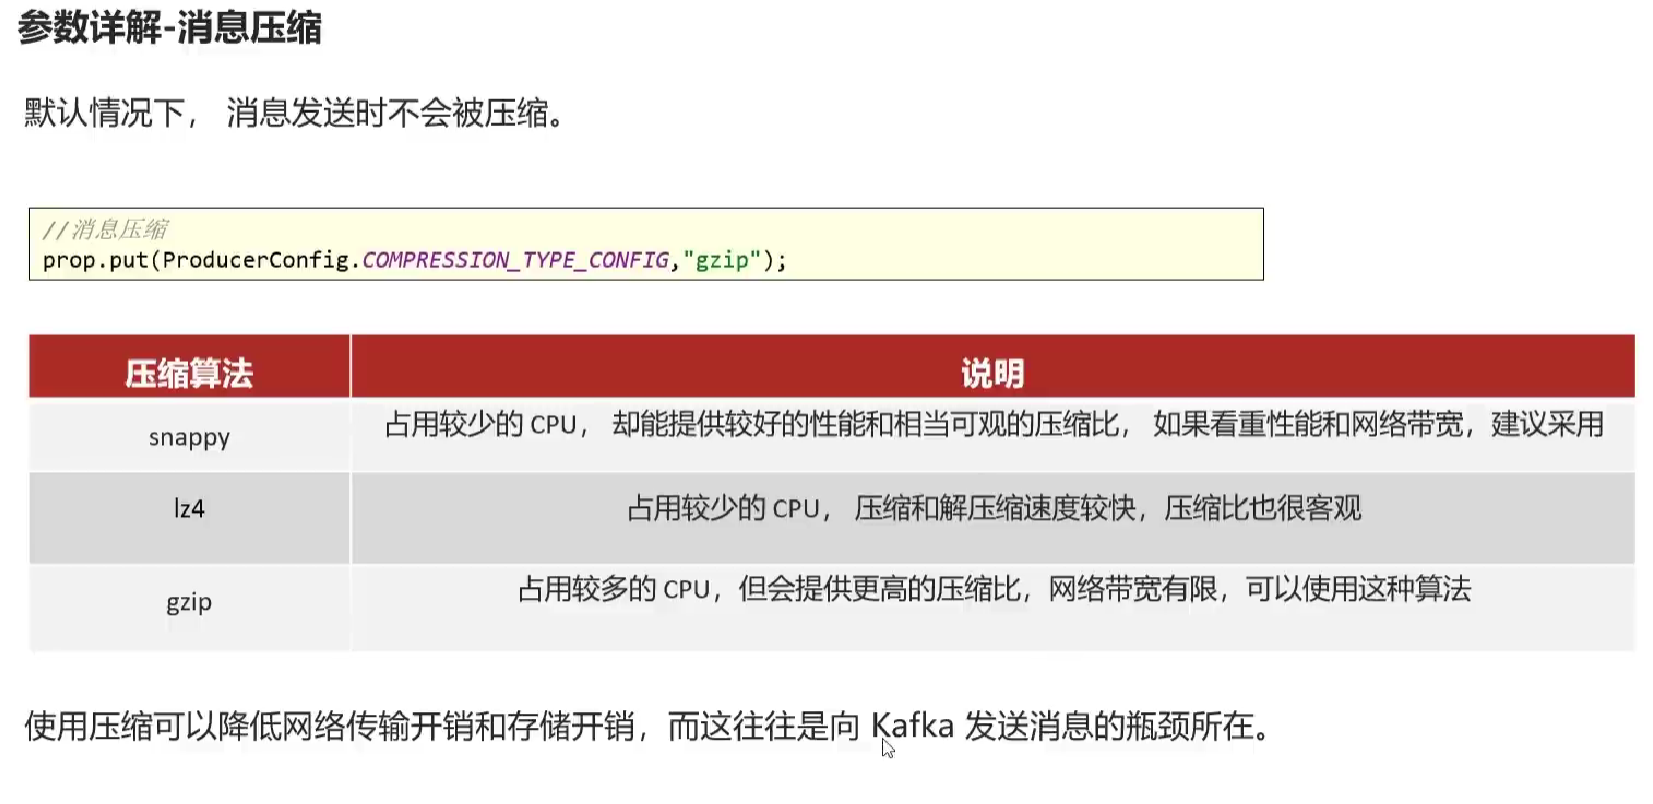 参数详解-消息压缩
默认情况下， 消息发送时不会被压缩。
//消息压缩
prop.put(ProducerConfig.COMPRESSION_TYPE_CONFIG,"gzip");
压缩算法 说明
snappy 占用较少的 CPU， 却能提供较好的性能和相当可观的压缩比， 如果看重性能和网络带宽，建议采用
lz4 占用较少的 CPU， 压缩和解压缩速度较快，压缩比也很客观
gzip 占用较多的 CPU，但会提供更高的压缩比，网络带宽有限，可以使用这种算法
使用压缩可以降低网络传输开销和存储开销，而这往往是向 Kafka 发送消息的瓶颈所在。